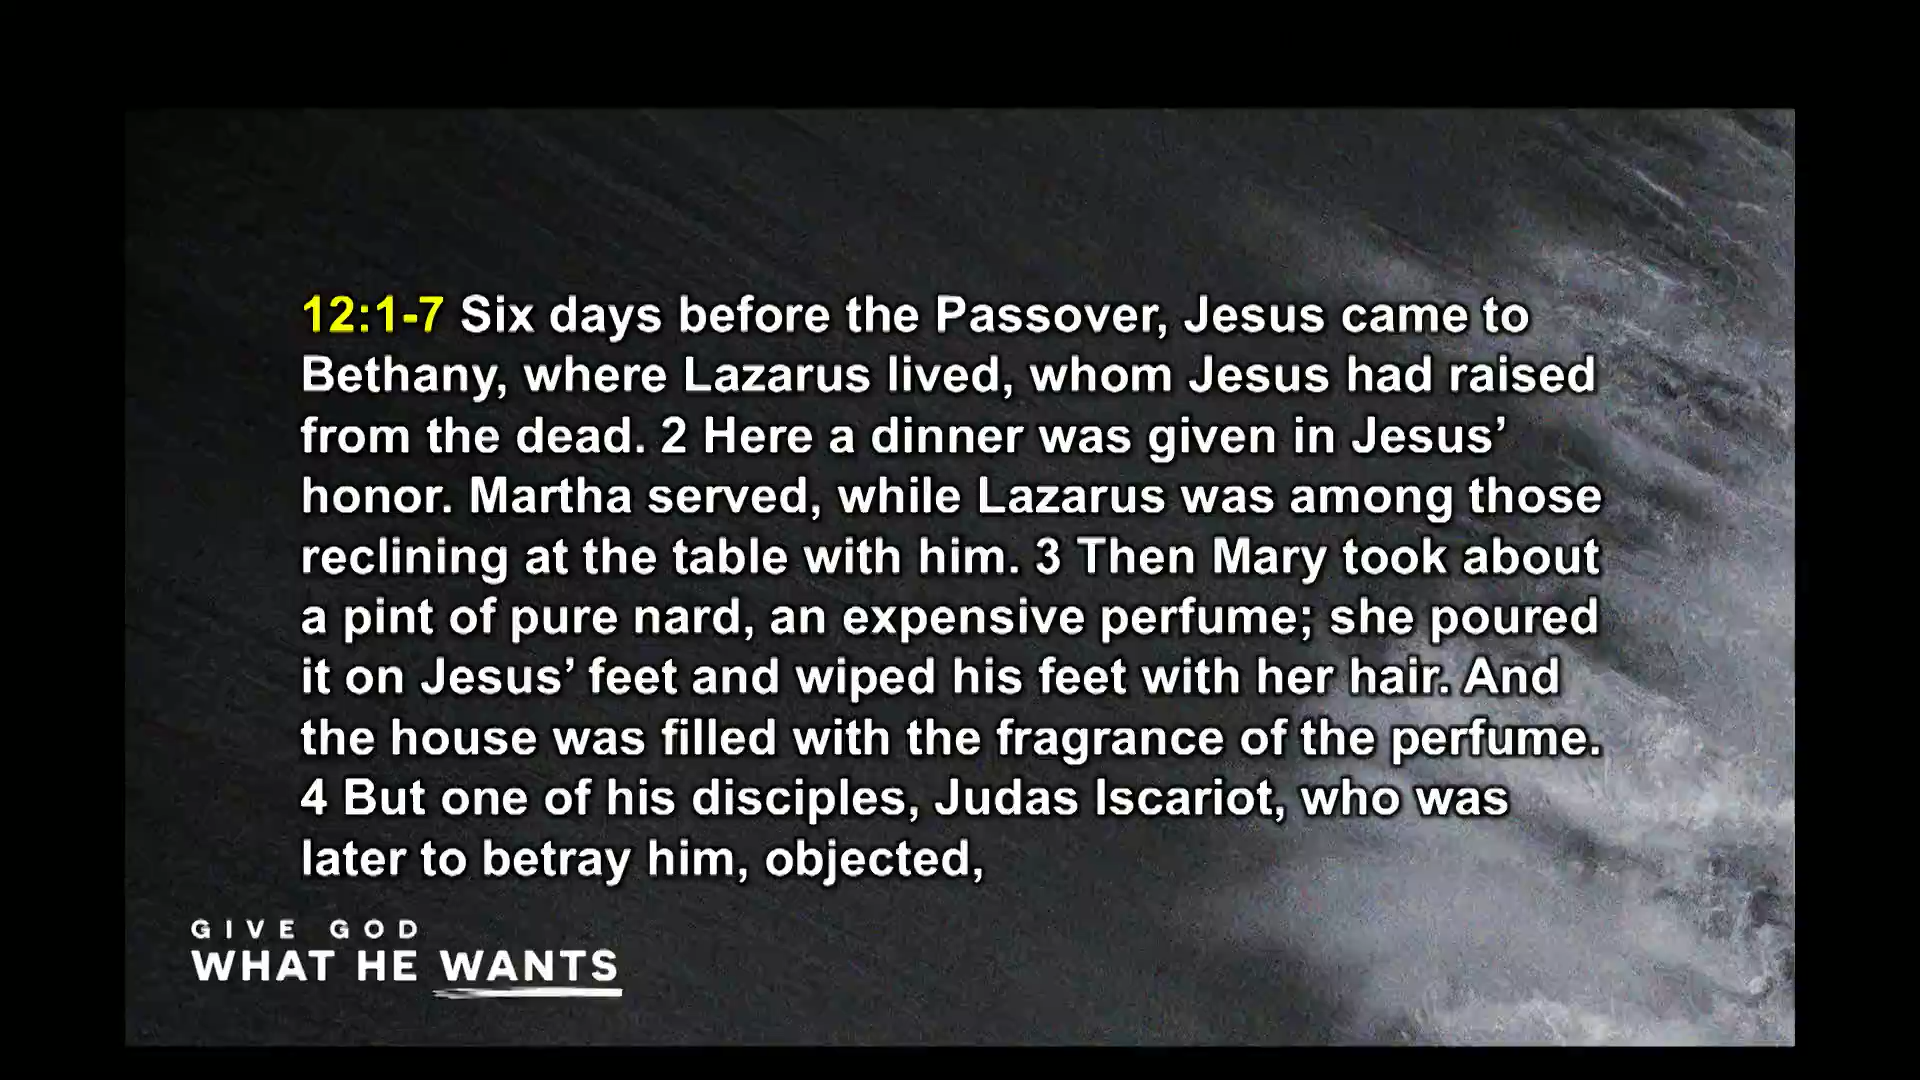 12:1-7 Six days before the Passover, Jesus came to
Bethany, where Lazarus lived, whom Jesus had raised
from the dead. 2 Here a dinner was given in Jesus’
honor. Martha served, while Lazarus was among those
reclining at the table with him. 3 Then Mary took about
a pint of pure nard, an expensive perfume; she poured
it on Jesus’ feet and wiped his feet with her hair. And
the house was filled with the fragrance of the perfume.
4 But one of his disciples, Judas Iscariot, who was
later to betray him, objected,
GIVE GOD
WHAT HE WANTS